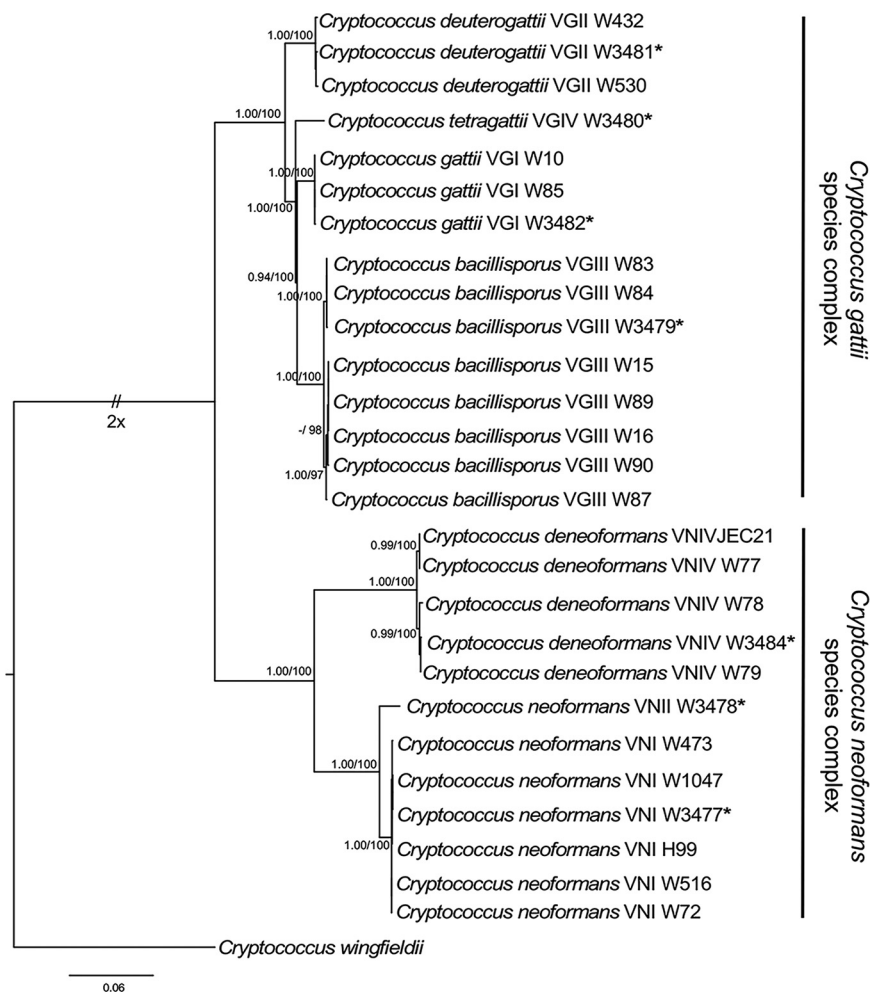 Cryptococcus deuterogattii VGII W432
1.00/100
Cryptococcus deuterogattii VGII W3481*
Cryptococcus deuterogattii VGII W530
1.00/100
Cryptococcus tetragattii VGIV W3480*
Cryptococcus gattii VGI W10
1.00/100
Cryptococcus gattii VGI W85
1.00/100
Cryptococcus gattii VGI W3482*
Cryptococcus bacillisporus VGIII W83
0.94/100
Cryptococcus bacillisporus VGIII W84
1.00/100
Cryptococcus bacillisporus VGIII W3479*
Cryptococcus bacillisporus VGIII W15
1.00/100
Cryptococcus bacillisporus VGIII W89
-/ 98
Cryptococcus bacillisporus VGIII W16
Cryptococcus bacillisporus VGIII W90
1.00/97
Cryptococcus bacillisporus VGIII W87
Cryptococcus gattii
species complex
//
2x
Cryptococcus deneoformans VNIVJEC21
0.99/100
Cryptococcus deneoformans VNIV W77
1.00/100
Cryptococcus deneoformans VNIV W78
0.99/100
Cryptococcus deneoformans VNIV W3484*
Cryptococcus deneoformans VNIV W79
1.00/100
Cryptococcus neoformans VNII W3478*
Cryptococcus neoformans VNI W473
1.00/100
Cryptococcus neoformans VNI W1047
Cryptococcus neoformans VNI W3477*
1.00/100
Cryptococcus neoformans VNI H99
Cryptococcus neoformans VNI W516
Cryptococcus neoformans VNI W72
Cryptococcus neoformans
species complex
Cryptococcus wingfieldii
0.06